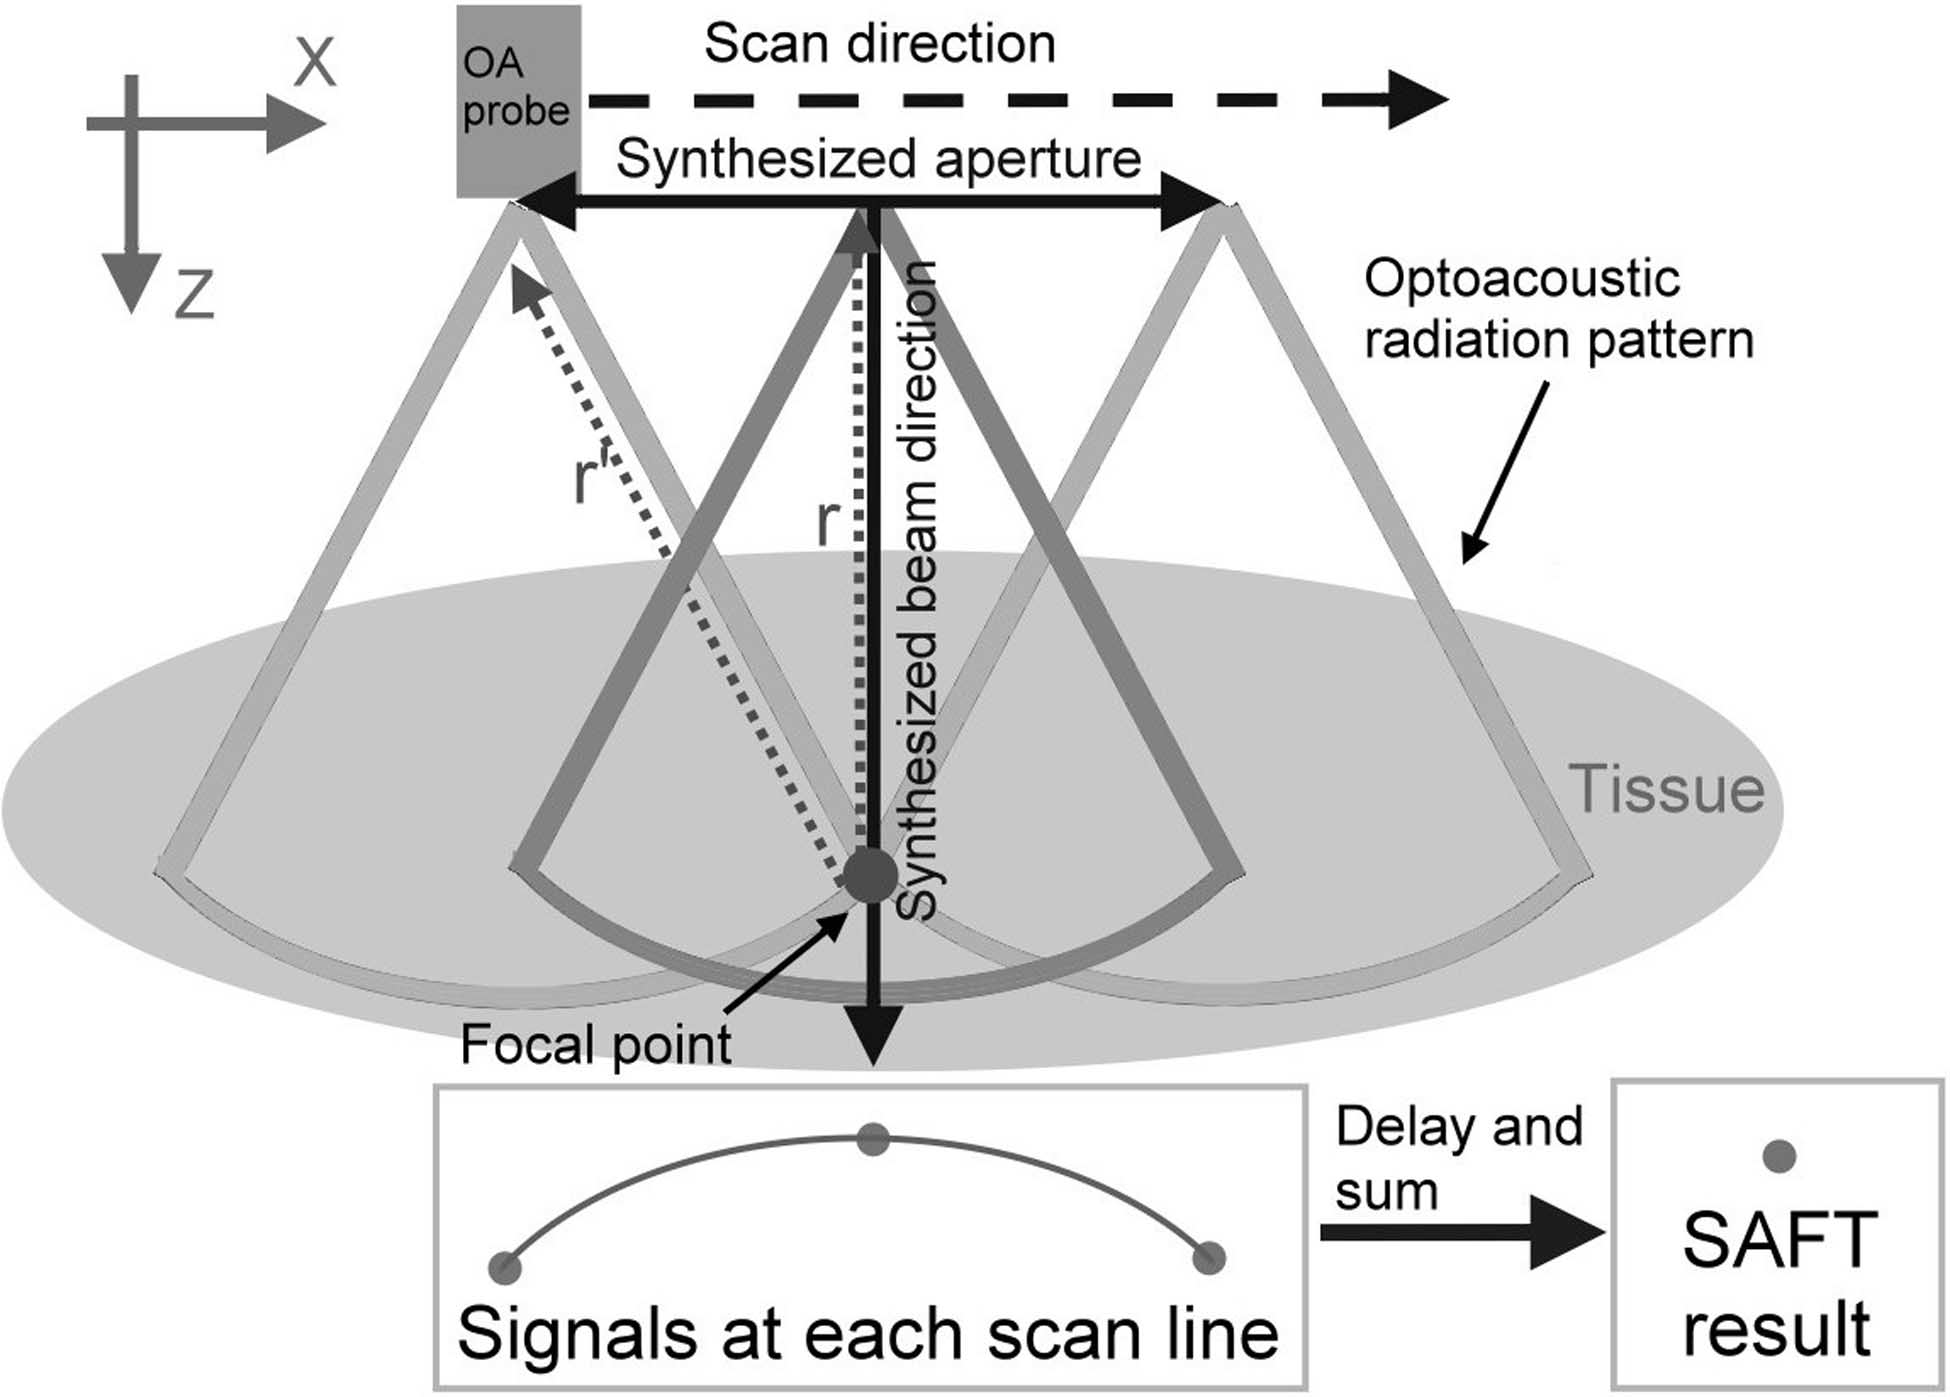 X
Z
OA
probe
Scan direction
Synthesized aperture
Optoacoustic
radiation pattern
r'
r
Synthesized beam direction
Tissue
Focal point
Signals at each scan line
Delay and
sum
SAFT
result